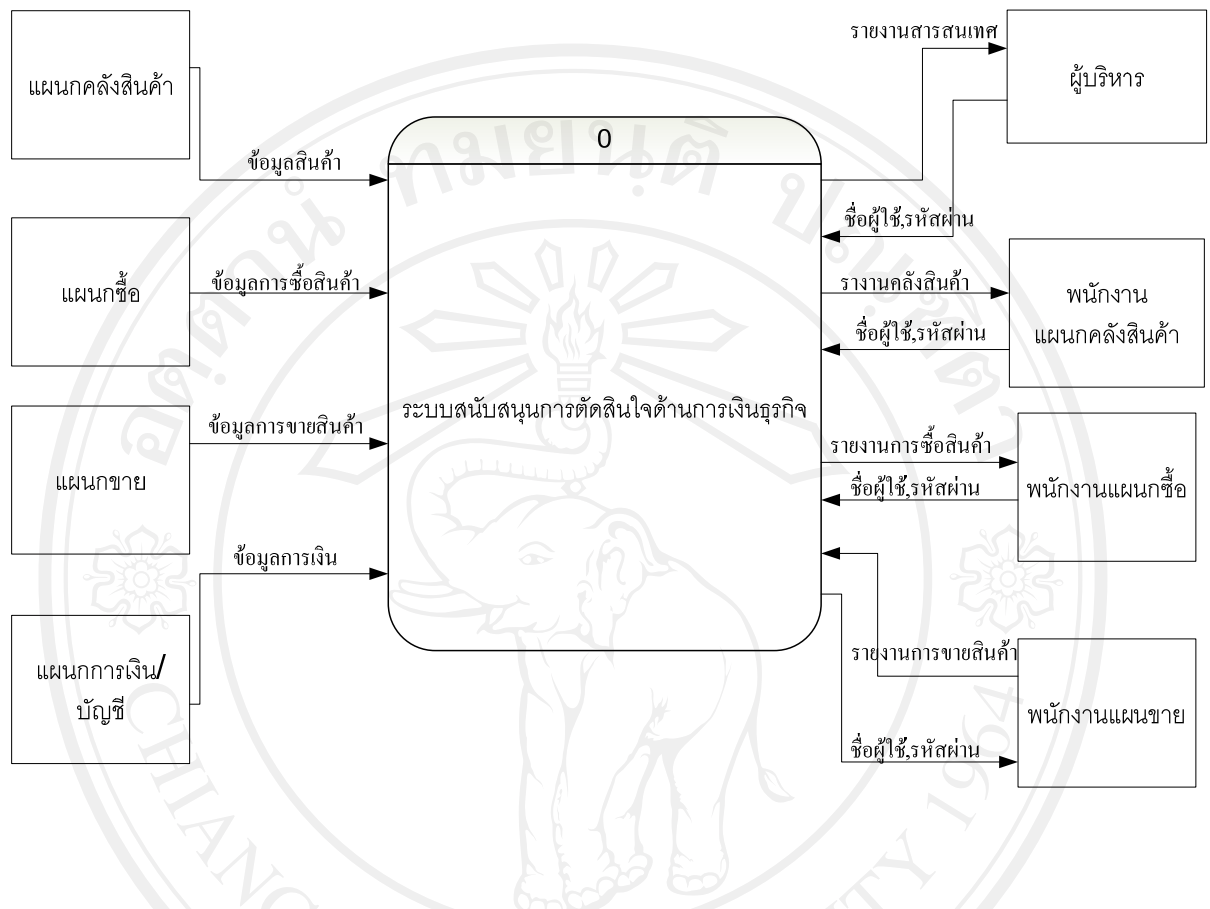 แผนกคลังสินค้า
ข้อมูลสินค้า
แผนกซื้อ
ข้อมูลการซื้อสินค้า
แผนกขาย
ข้อมูลการขายสินค้า
แผนกการเงิน/
บัญชี
ข้อมูลการเงิน
0
ระบบสนับสนุนการตัดสินใจด้านการเงินธุรกิจ
รายงานสารสนเทศ
ผู้บริหาร
ชื่อผู้ใช้,รหัสผ่าน
รางานคลังสินค้า
พนักงาน
แผนกคลังสินค้า
ชื่อผู้ใช้,รหัสผ่าน
รายงานการซื้อสินค้า
พนักงานแผนกซื้อ
ชื่อผู้ใช้,รหัสผ่าน
รายงานการขายสินค้า
พนักงานแผนขาย
ชื่อผู้ใช้,รหัสผ่าน